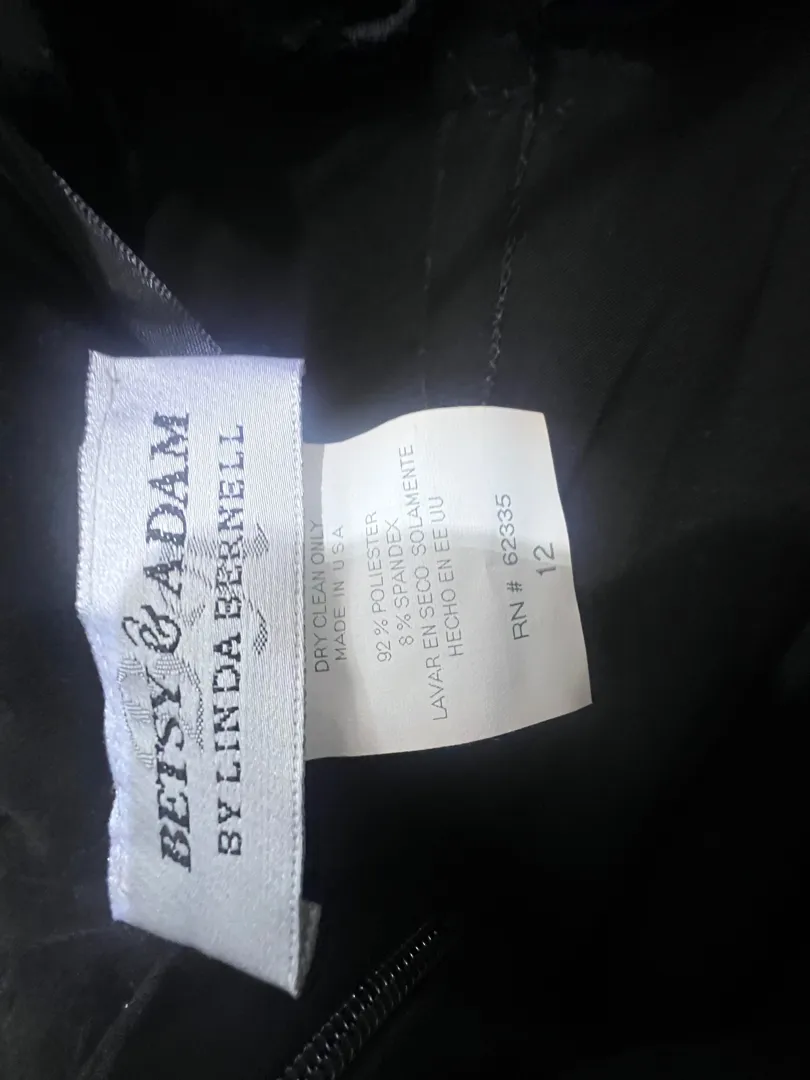 BETSY & ADAM
BY LINDA BERNELL
DRY CLEAN ONLY
MADE IN U S A
92 % POLIESTER
8 % SPANDEX
LAVAR EN SECO SOLAMENTE
HECHO EN EE UU
RN # 62335
12